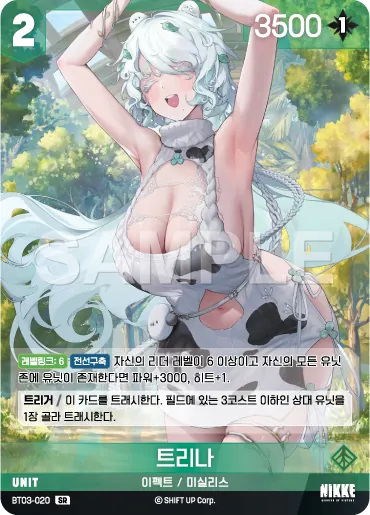 2
3500 1
SAMPLE
레벨링크: 6 전선구축 자신의 리더 레벨이 6 이상이고 자신의 모든 유닛
존에 유닛이 존재한다면 파워+3000, 히트+1.
트리거 / 이 카드를 트래시한다. 필드에 있는 3코스트 이하인 상대 유닛을
1장 골라 트래시한다.
트리나
UNIT
이펙트 / 미실리스
NIKKE
BT03-020 SR
© SHIFT UP Corp.